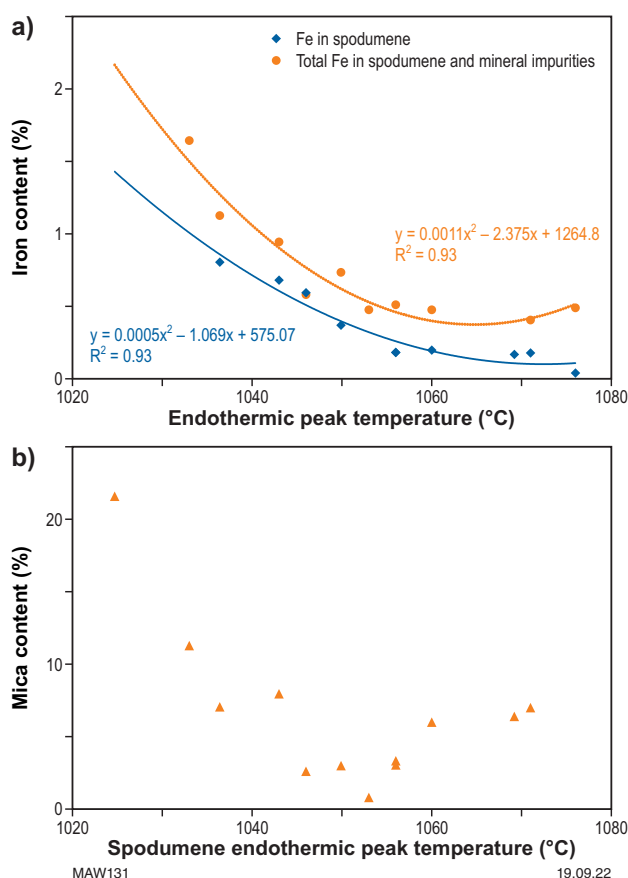 a)
Fe in spodumene
Total Fe in spodumene and mineral impurities
Iron content (%)
2
1
0
y = 0.0011x² – 2.375x + 1264.8
R² = 0.93
y = 0.0005x² – 1.069x + 575.07
R² = 0.93
1020 1040 1060 1080
Endothermic peak temperature (°C)
b)
Mica content (%)
20
10
0
1020 1040 1060 1080
Spodumene endothermic peak temperature (°C)
MAW131 19.09.22